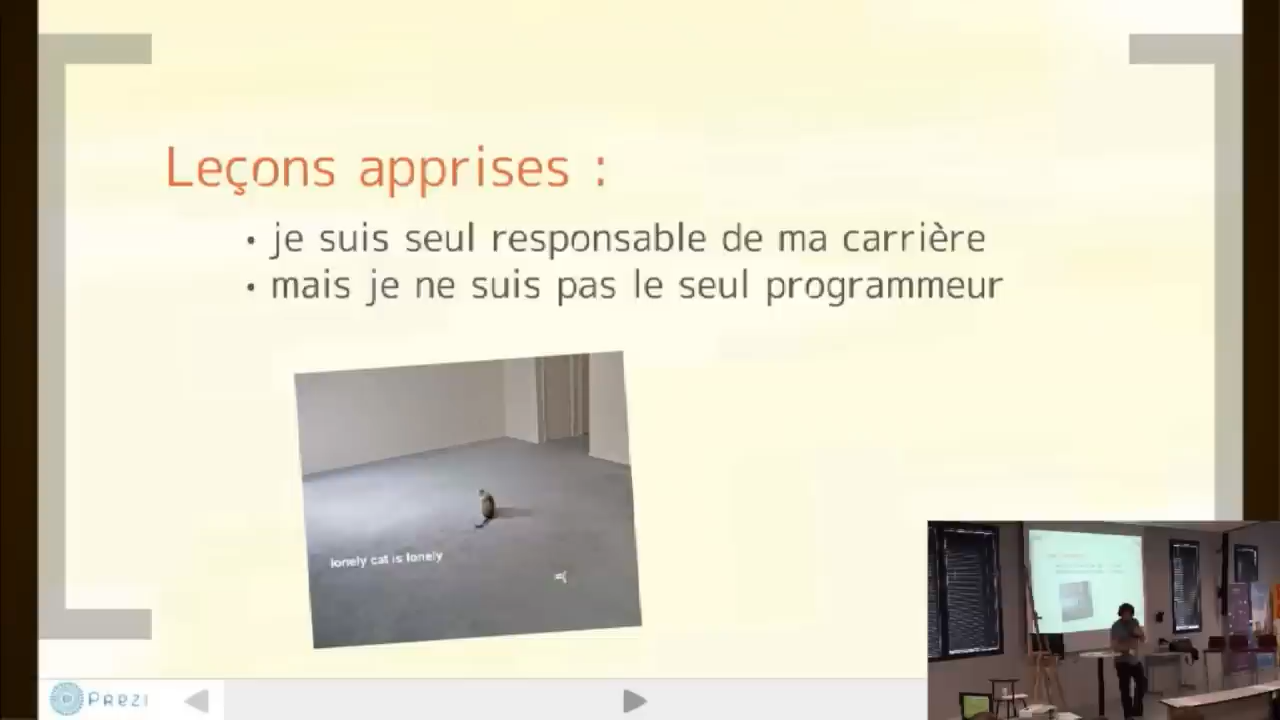 Leçons apprises :
• je suis seul responsable de ma carrière
• mais je ne suis pas le seul programmeur
lonely cat is lonely
Prezi